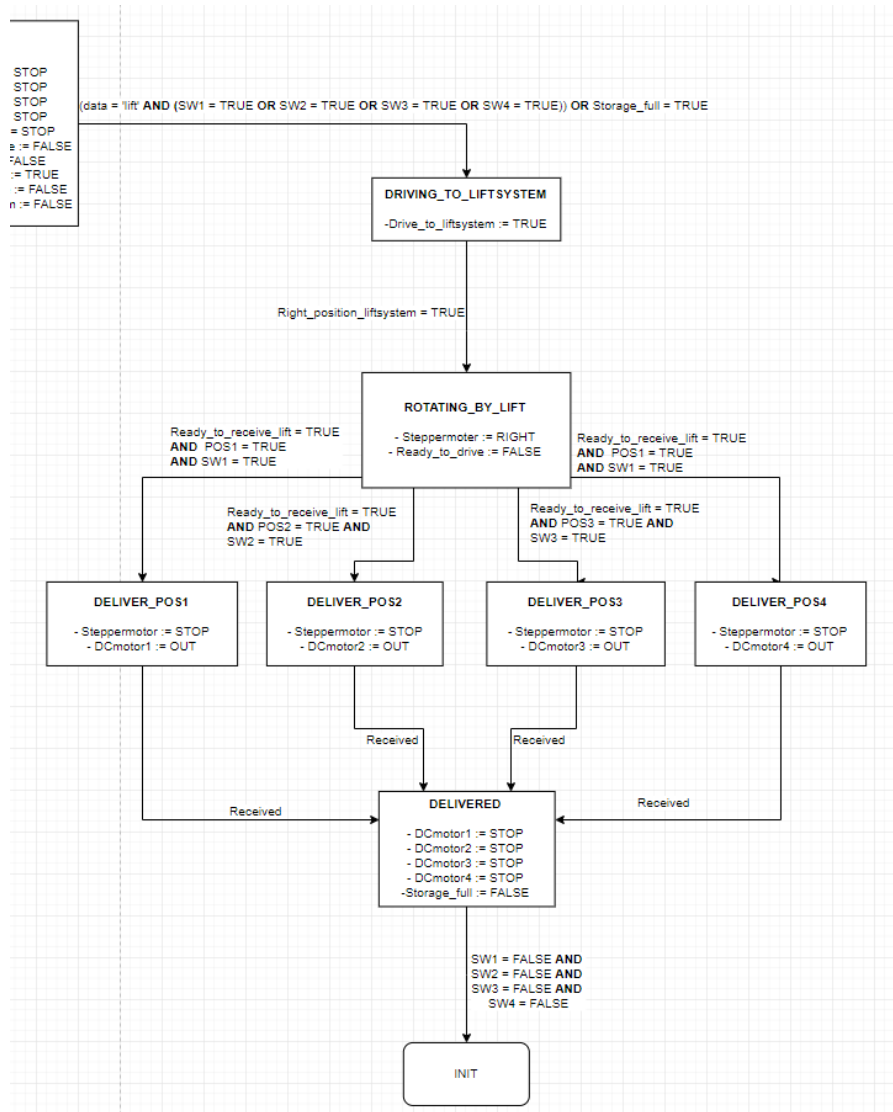 STOP
STOP
STOP
STOP
= STOP
:= FALSE
FALSE
:= TRUE
:= FALSE
:= FALSE
(data = 'lift' AND (SW1 = TRUE OR SW2 = TRUE OR SW3 = TRUE OR SW4 = TRUE)) OR Storage_full = TRUE
DRIVING_TO_LIFTSYSTEM
-Drive_to_liftsystem := TRUE
Right_position_liftsystem = TRUE
ROTATING_BY_LIFT
- Steppermoter := RIGHT
- Ready_to_drive := FALSE
Ready_to_receive_lift = TRUE
AND POS1 = TRUE
AND SW1 = TRUE
Ready_to_receive_lift = TRUE
AND POS2 = TRUE AND
SW2 = TRUE
Ready_to_receive_lift = TRUE
AND POS3 = TRUE AND
SW3 = TRUE
Ready_to_receive_lift = TRUE
AND POS1 = TRUE
AND SW1 = TRUE
DELIVER_POS1
- Steppermotor := STOP
- DCmotor1 := OUT
DELIVER_POS2
- Steppermotor := STOP
- DCmotor2 := OUT
DELIVER_POS3
- Steppermotor := STOP
- DCmotor3 := OUT
DELIVER_POS4
- Steppermotor := STOP
- DCmotor4 := OUT
Received
Received
Received
Received
DELIVERED
- DCmotor1 := STOP
- DCmotor2 := STOP
- DCmotor3 := STOP
- DCmotor4 := STOP
-Storage_full := FALSE
SW1 = FALSE AND
SW2 = FALSE AND
SW3 = FALSE AND
SW4 = FALSE
INIT